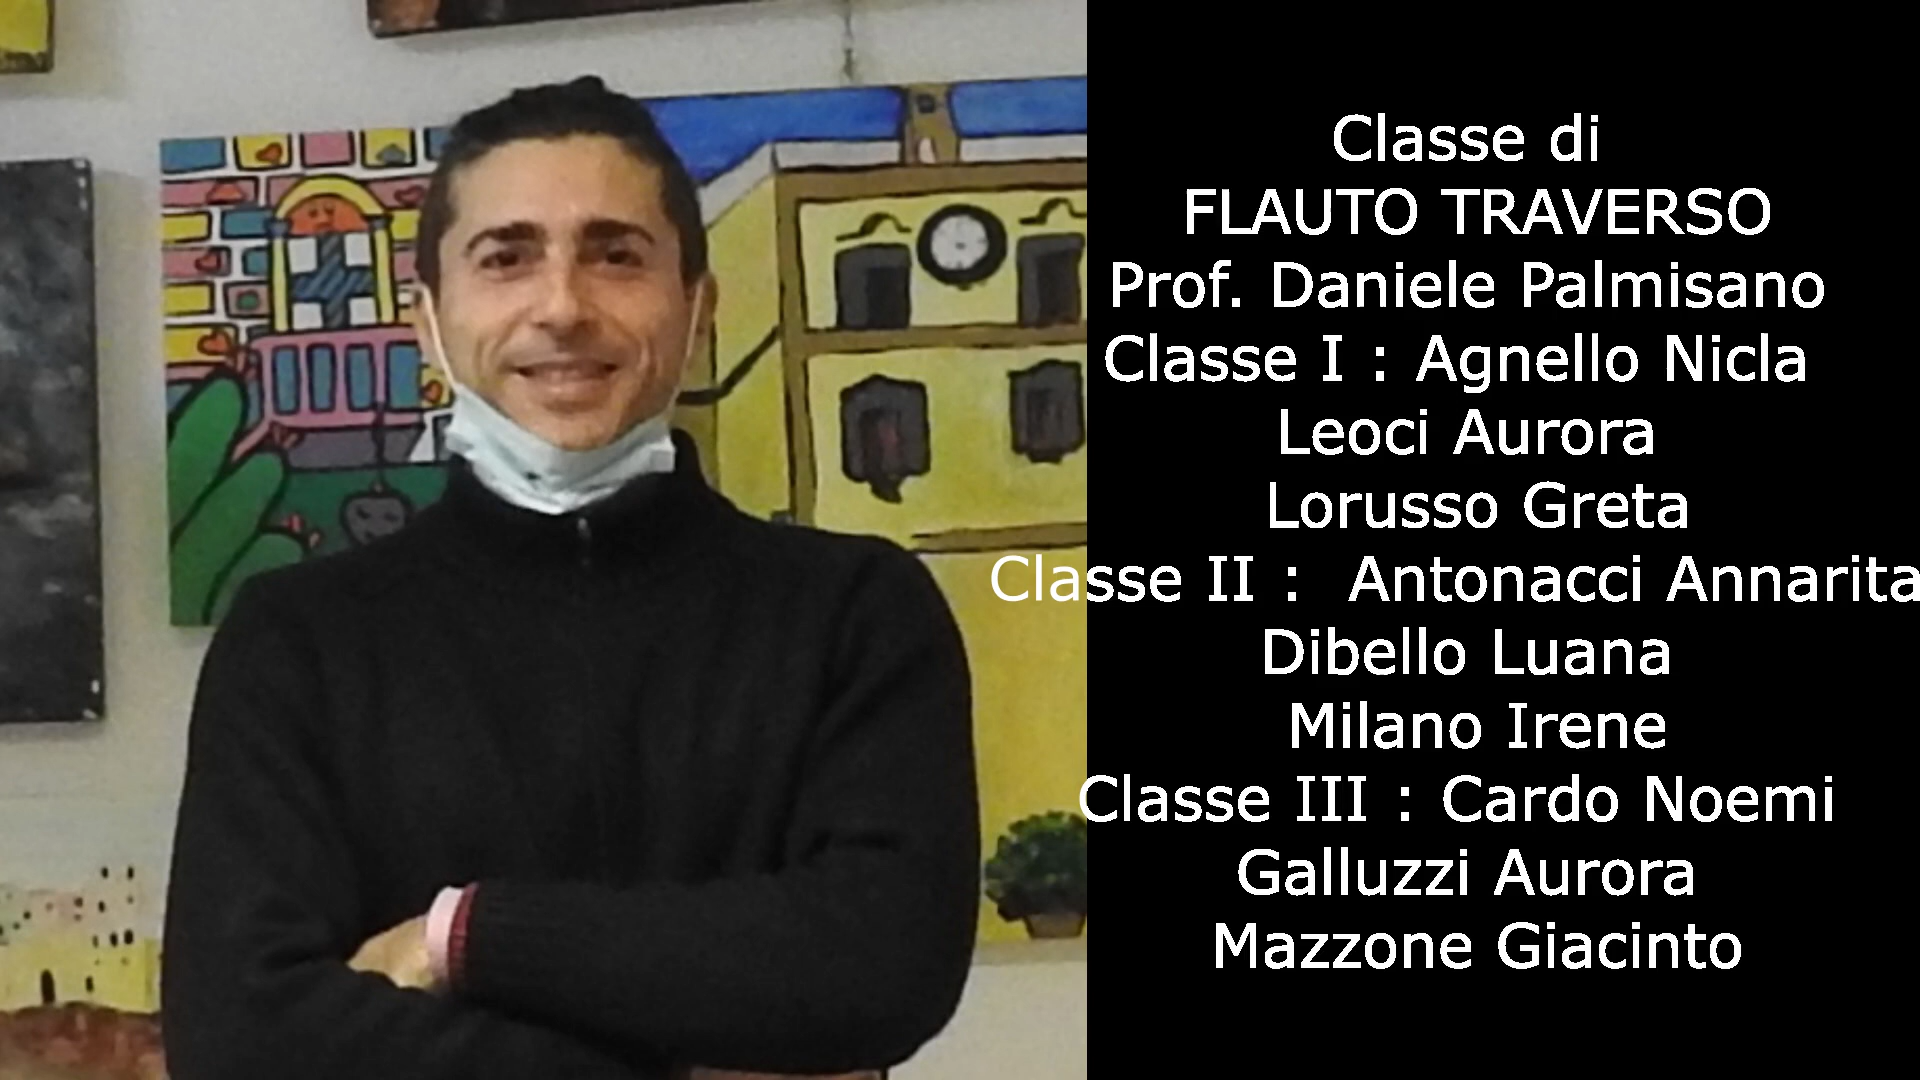 Classe di
FLAUTO TRAVERSO
Prof. Daniele Palmisano
Classe I : Agnello Nicla
Leoci Aurora
Lorusso Greta
Classe II :  Antonacci Annarita
Dibello Luana
Milano Irene
Classe III : Cardo Noemi
Galluzzi Aurora
Mazzone Giacinto